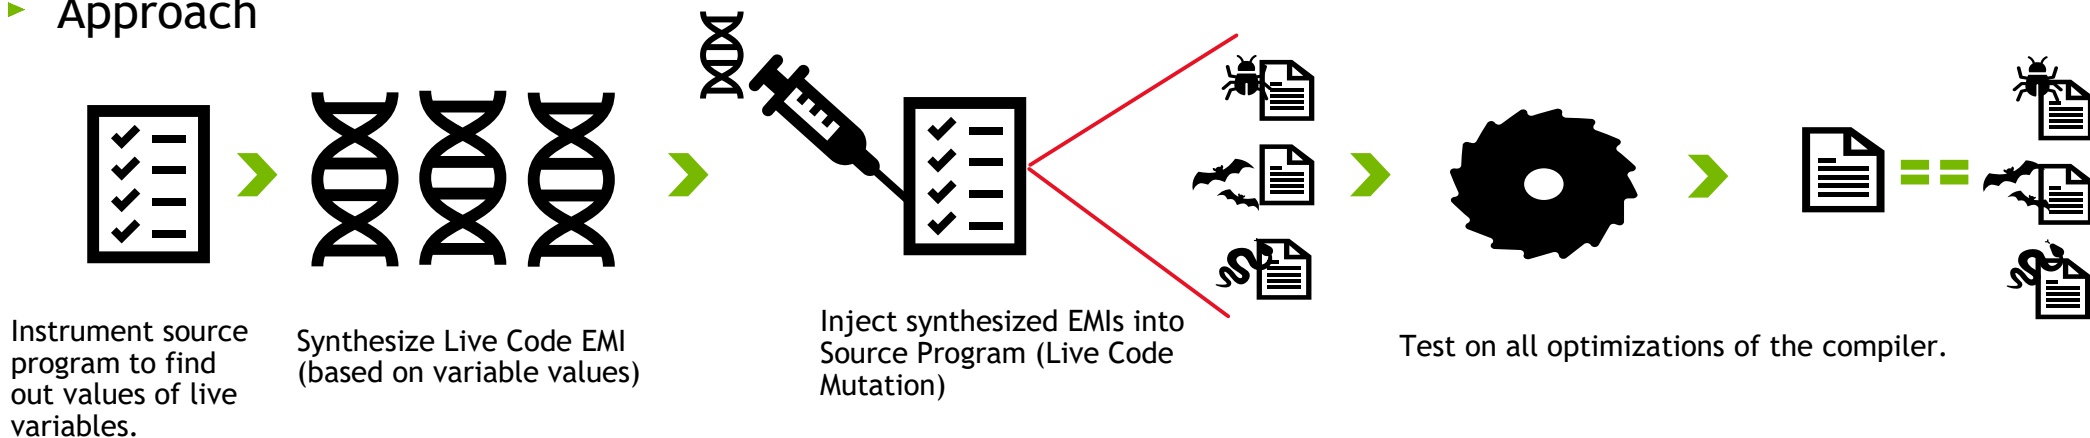 Approach
Instrument source
program to find
out values of live
variables.
Synthesize Live Code EMI
(based on variable values)
Inject synthesized EMIs into
Source Program (Live Code
Mutation)
==
Test on all optimizations of the compiler.